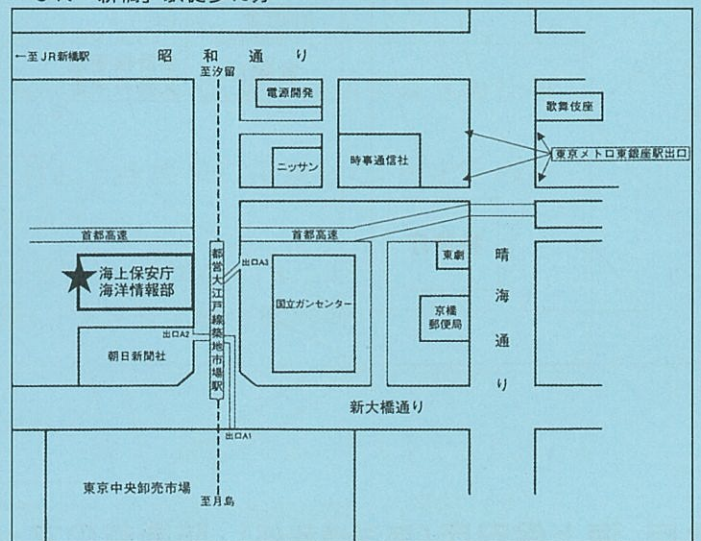 ←至JR新橋駅
昭和通り
至汐留
電源開発
歌舞伎座
ニッサン
時事通信社
東京メトロ東銀座駅出口
首都高速
首都高速
海上保安庁
海洋情報部
都営大江戸線築地市場駅
出口A3
国立ガンセンター
東劇
晴海通り
京橋
郵便局
出口A2
朝日新聞社
新大橋通り
出口A1
東京中央卸売市場
至月島